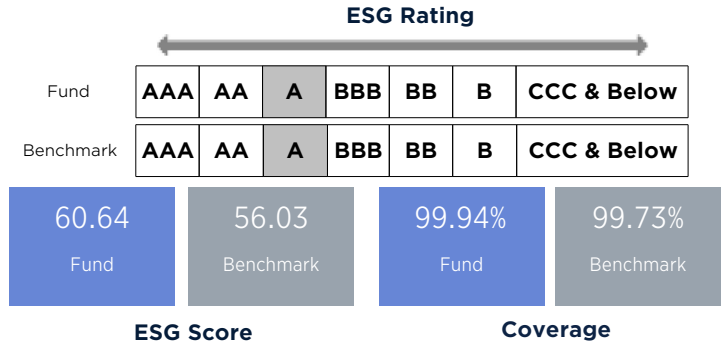 ESG Rating
Fund AAA AA A BBB BB B CCC & Below
Benchmark AAA AA A BBB BB B CCC & Below
60.64 56.03 99.94% 99.73%
Fund Benchmark Fund Benchmark
ESG Score Coverage